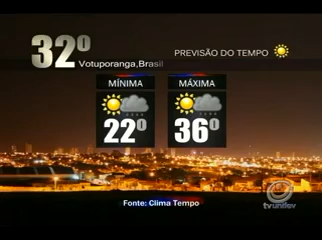 32º
Votuporanga,Brasil
PREVISÃO DO TEMPO
MÍNIMA
MÁXIMA
22º
36º
Fonte: Clima Tempo
tvunifev